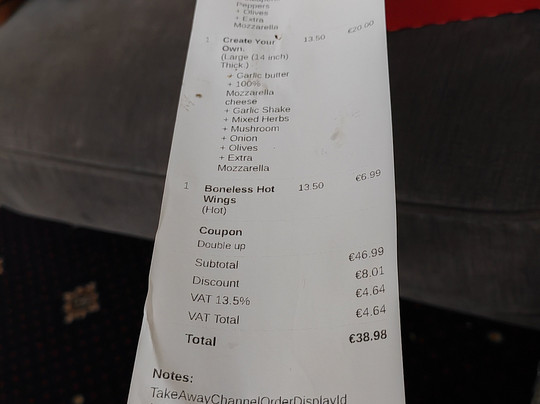 Peppers
+ Olives
+ Extra
Mozzarella
1 Create Your 13.50 €20.00
Own.
(Large (14 inch)
Thick.)
+ Garlic butter
+ 100%
Mozzarella
cheese
+ Garlic Shake
+ Mixed Herbs
+ Mushroom
+ Onion
+ Olives
+ Extra
Mozzarella
1 Boneless Hot 13.50 €6.99
Wings
(Hot)
Coupon
Double up
Subtotal €46.99
Discount €8.01
VAT 13.5% €4.64
VAT Total €4.64
Total €38.98
Notes:
TakeAwayChannelOrderDisplayId